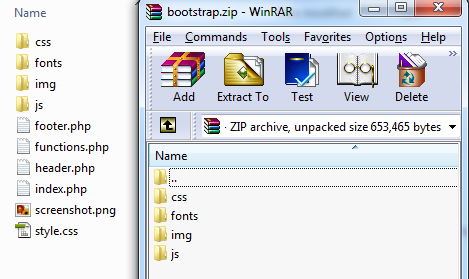 Name
css
fonts
img
js
footer.php
functions.php
header.php
index.php
screenshot.png
style.css
bootstrap.zip - WinRAR
File Commands Tools Favorites Options Help
Add Extract To Test View Delete
»
- ZIP archive, unpacked size 653,465 bytes
Name
..
css
fonts
img
js